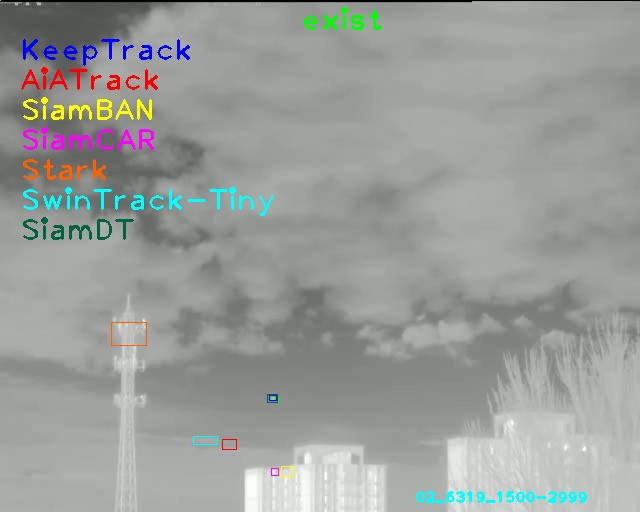 exist
KeepTrack
AiATrack
SiamBAN
SiamCAR
Stark
SwinTrack-Tiny
SiamDT
02_6319_1500-2999